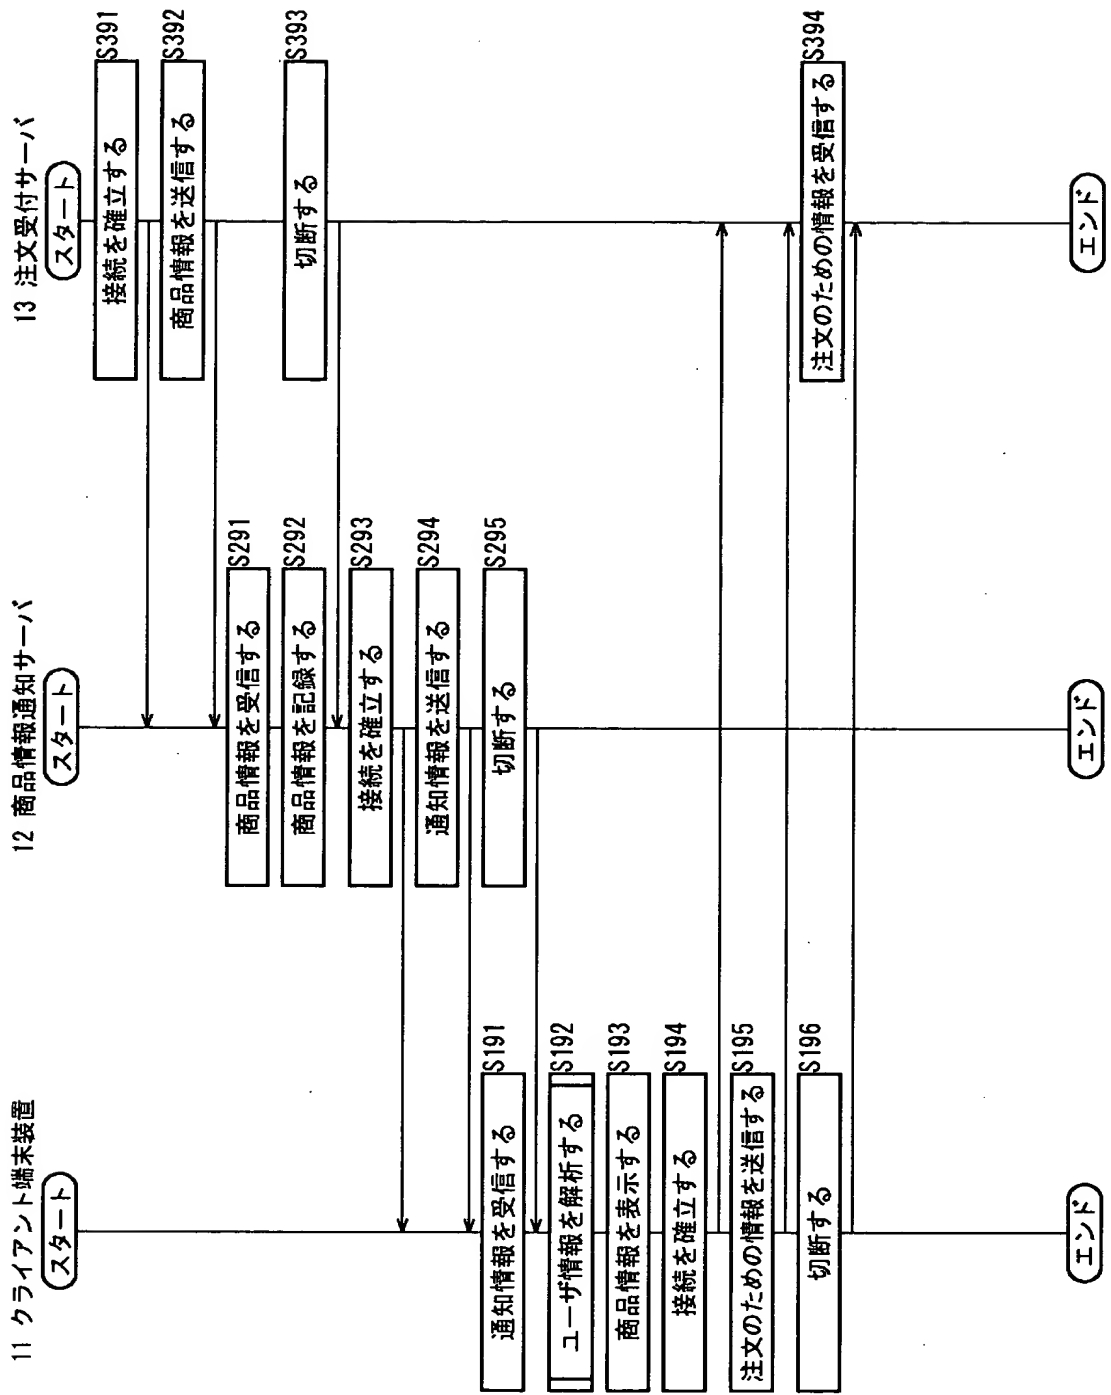 11 クライアント端末装置
スタート
通知情報を受信する
S191
ユーザ情報を解析する
S192
商品情報を表示する
S193
接続を確立する
S194
注文のための情報を送信する
S195
切断する
S196
エンド
12 商品情報通知サーバ
スタート
商品情報を受信する
S291
商品情報を記録する
S292
接続を確立する
S293
通知情報を送信する
S294
切断する
S295
エンド
13 注文受付サーバ
スタート
接続を確立する
S391
商品情報を送信する
S392
切断する
S393
注文のための情報を受信する
S394
エンド